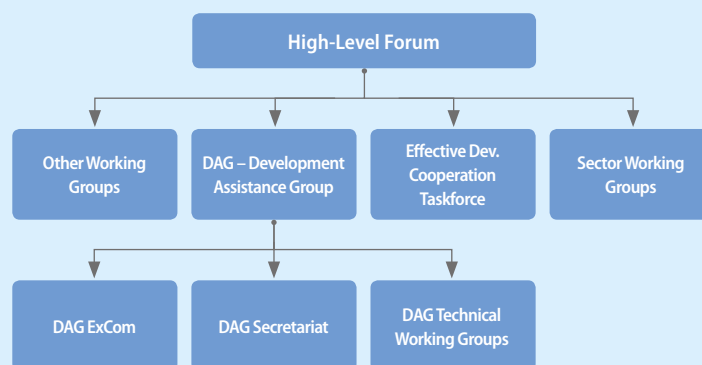 High-Level Forum
Other Working
Groups
DAG – Development
Assistance Group
Effective Dev.
Cooperation
Taskforce
Sector Working
Groups
DAG ExCom
DAG Secretariat
DAG Technical
Working Groups